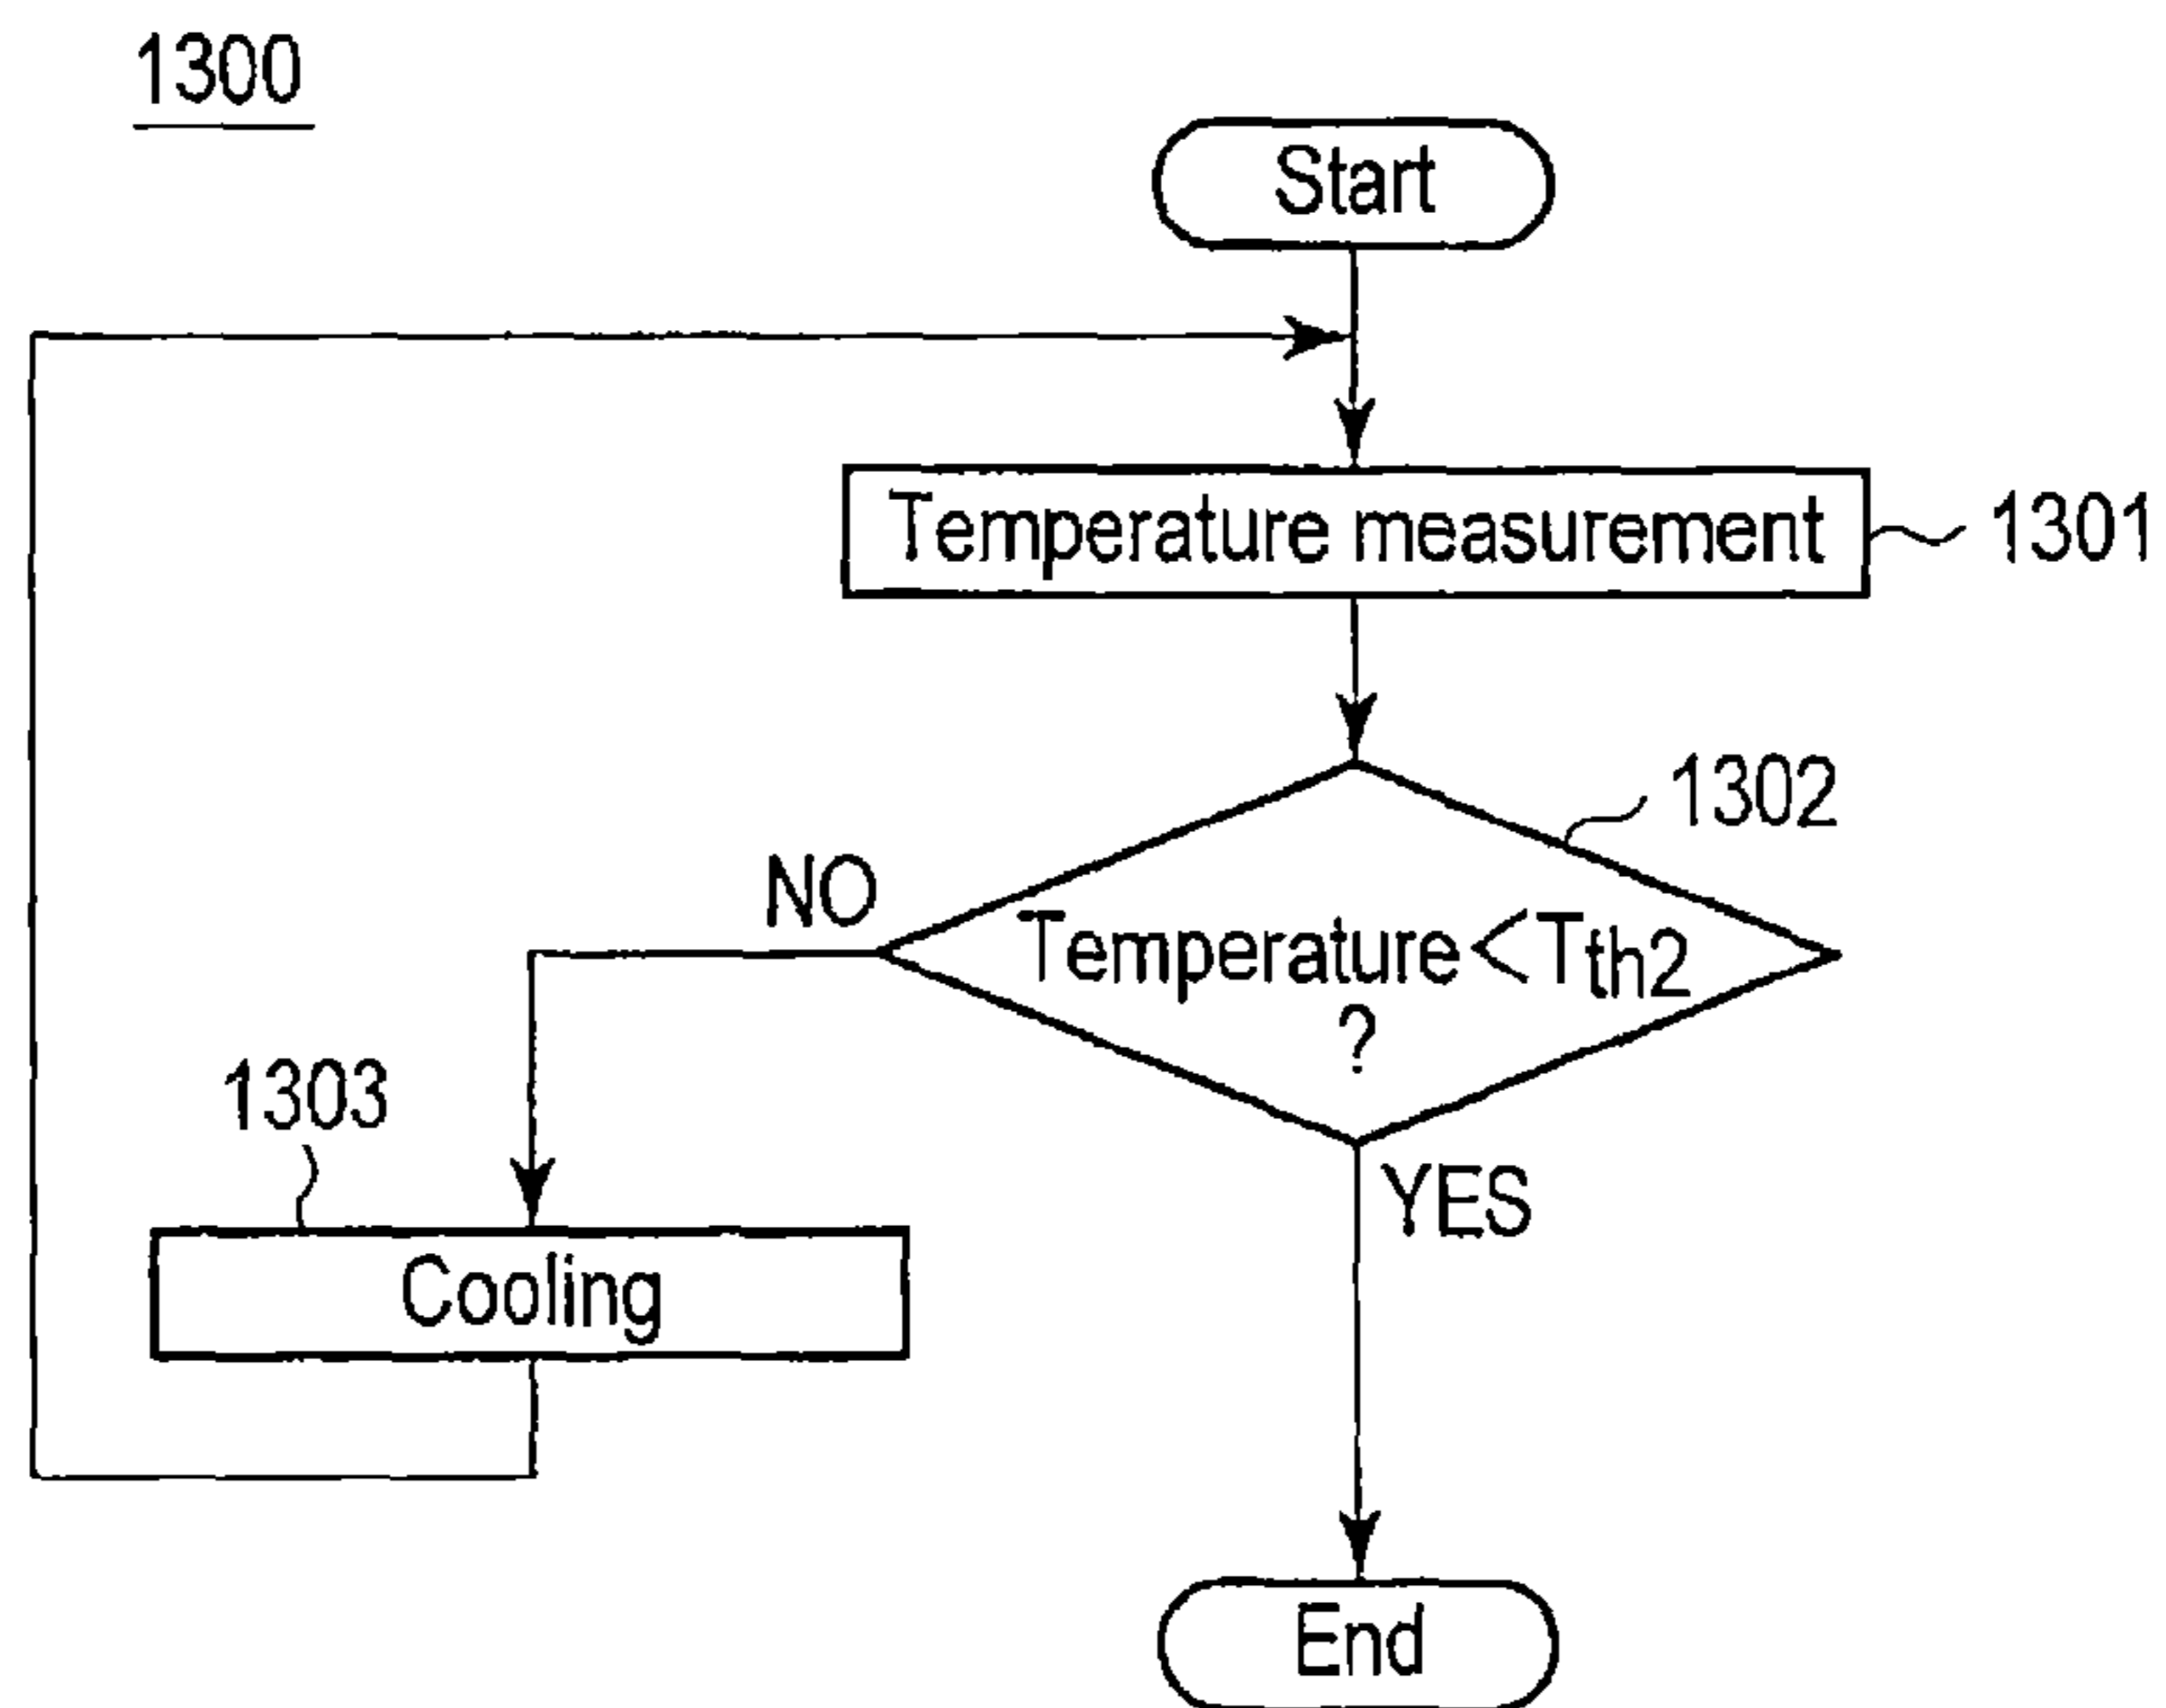 1300
Start
Temperature measurement
1301
1302
NO
Temperature<Tth2
?
1303
YES
Cooling
End